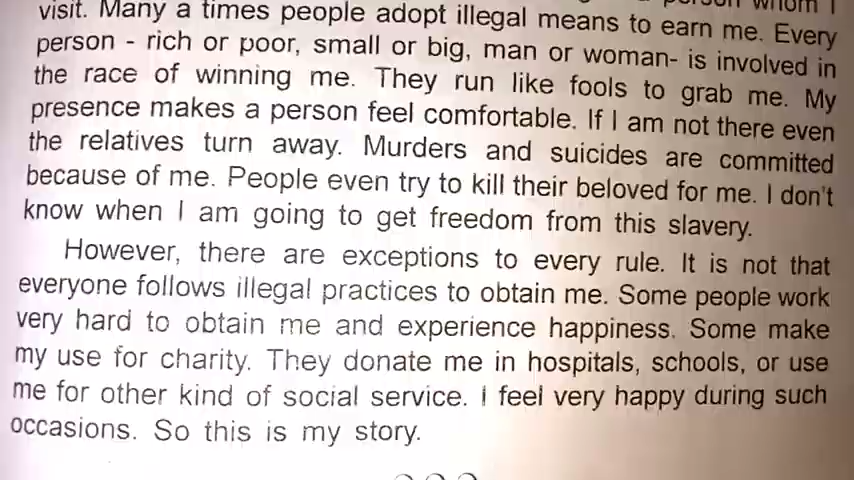 visit. Many a times people adopt illegal means to earn me. Every
person - rich or poor, small or big, man or woman- is involved in
the race of winning me. They run like fools to grab me. My
presence makes a person feel comfortable. If I am not there even
the relatives turn away. Murders and suicides are committed
because of me. People even try to kill their beloved for me. I don't
know when I am going to get freedom from this slavery.
However, there are exceptions to every rule. It is not that
everyone follows illegal practices to obtain me. Some people work
very hard to obtain me and experience happiness. Some make
my use for charity. They donate me in hospitals, schools, or use
me for other kind of social service. I feel very happy during such
occasions. So this is my story.